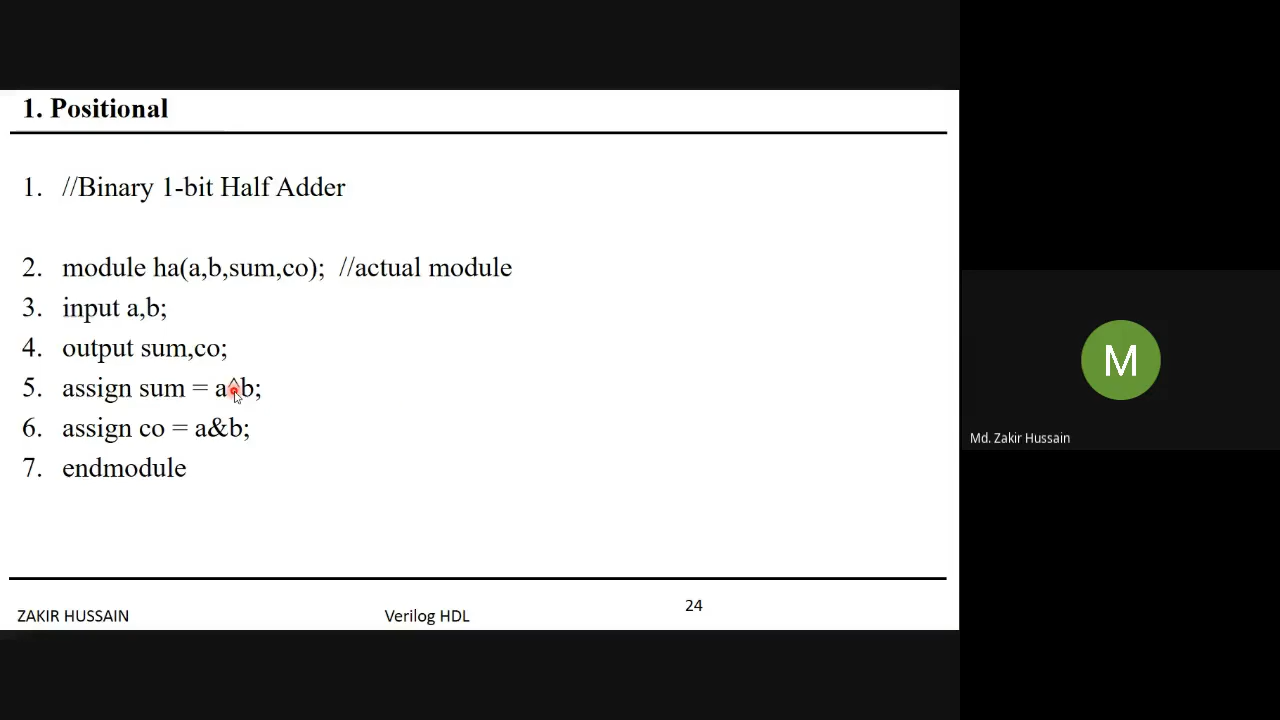 1. Positional
1. //Binary 1-bit Half Adder
2. module ha(a,b,sum,co); //actual module
3. input a,b;
4. output sum,co;
5. assign sum = a^b;
6. assign co = a&b;
7. endmodule
ZAKIR HUSSAIN Verilog HDL 24
M
Md. Zakir Hussain